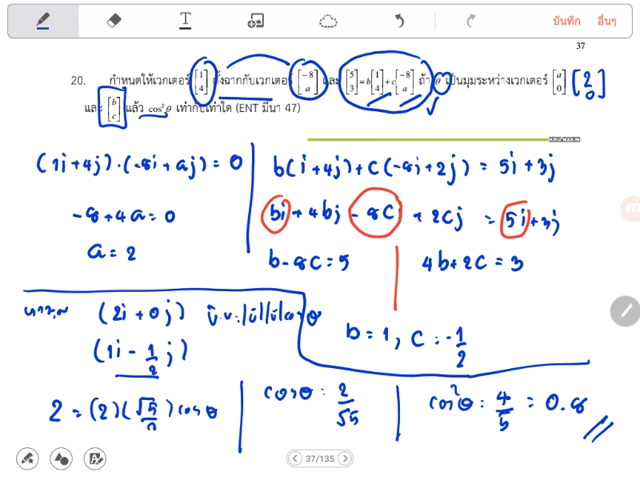 บันทึก อื่นๆ
37
20. กำหนดให้เวกเตอร์ [1 4] ตั้งฉากกับเวกเตอร์ [-8 a] และ [5 3] = b[1 4] + c[-8 a] ถ้า θ เป็นมุมระหว่างเวกเตอร์ [a 0] [2 0]
และ [b c] แล้ว cos²θ เท่ากับเท่าใด (ENT มีนา 47)
(1i+4j)·(-8i+aj)=0
-8+4a=0
a=2
b(i+4j)+c(-8i+2j)=5i+3j
bi+4bj-8ci+2cj=5i+3j
b-8c=5
4b+2c=3
b=1, c=-1/2
(2i+0j) ū·v̄=|ū||v̄|cosθ
(1i-1/2j)
2=(2)(√5/2)cosθ
cosθ=2/√5
cos²θ=4/5=0.8
37/135